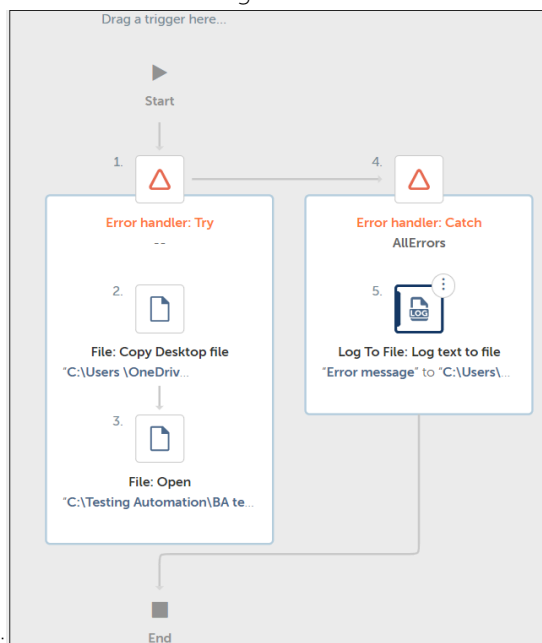 Drag a trigger here...
Start
1.
Error handler: Try
--
2.
File: Copy Desktop file
"C:\Users \OneDriv...
3.
File: Open
"C:\Testing Automation\BA te...
4.
Error handler: Catch
AllErrors
5.
LOG
Log To File: Log text to file
"Error message" to "C:\Users\...
End